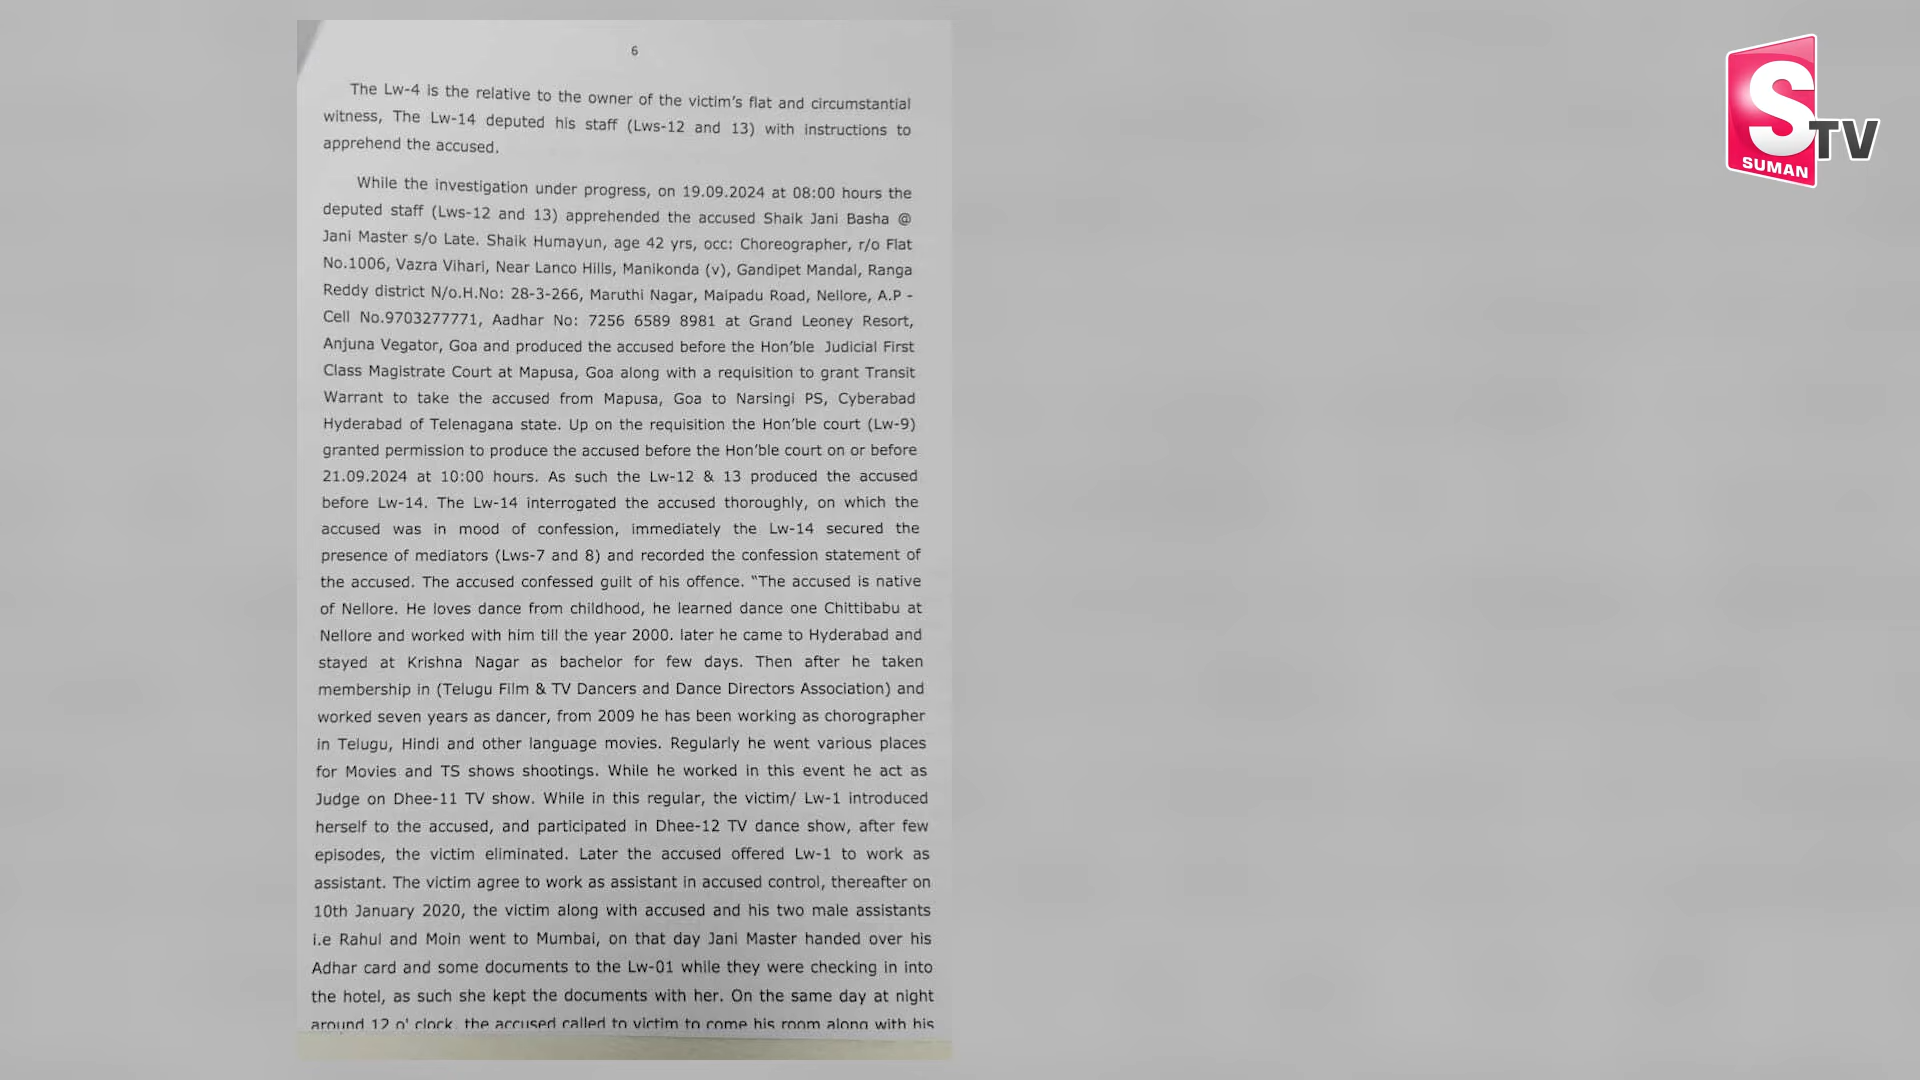 6
The Lw-4 is the relative to the owner of the victim's flat and circumstantial
witness, The Lw-14 deputed his staff (Lws-12 and 13) with instructions to
apprehend the accused.
While the investigation under progress, on 19.09.2024 at 08:00 hours the
deputed staff (Lws-12 and 13) apprehended the accused Shaik Jani Basha @
Jani Master s/o Late. Shaik Humayun, age 42 yrs, occ: Choreographer, r/o Flat
No.1006, Vazra Vihari, Near Lanco Hills, Manikonda (v), Gandipet Mandal, Ranga
Reddy district N/o.H.No: 28-3-266, Maruthi Nagar, Maipadu Road, Nellore, A.P -
Cell No.9703277771, Aadhar No: 7256 6589 8981 at Grand Leoney Resort,
Anjuna Vegator, Goa and produced the accused before the Hon'ble Judicial First
Class Magistrate Court at Mapusa, Goa along with a requisition to grant Transit
Warrant to take the accused from Mapusa, Goa to Narsingi PS, Cyberabad
Hyderabad of Telenagana state. Up on the requisition the Hon'ble court (Lw-9)
granted permission to produce the accused before the Hon'ble court on or before
21.09.2024 at 10:00 hours. As such the Lw-12 & 13 produced the accused
before Lw-14. The Lw-14 interrogated the accused thoroughly, on which the
accused was in mood of confession, immediately the Lw-14 secured the
presence of mediators (Lws-7 and 8) and recorded the confession statement of
the accused. The accused confessed guilt of his offence. "The accused is native
of Nellore. He loves dance from childhood, he learned dance one Chittibabu at
Nellore and worked with him till the year 2000. later he came to Hyderabad and
stayed at Krishna Nagar as bachelor for few days. Then after he taken
membership in (Telugu Film & TV Dancers and Dance Directors Association) and
worked seven years as dancer, from 2009 he has been working as chorographer
in Telugu, Hindi and other language movies. Regularly he went various places
for Movies and TS shows shootings. While he worked in this event he act as
Judge on Dhee-11 TV show. While in this regular, the victim/ Lw-1 introduced
herself to the accused, and participated in Dhee-12 TV dance show, after few
episodes, the victim eliminated. Later the accused offered Lw-1 to work as
assistant. The victim agree to work as assistant in accused control, thereafter on
10th January 2020, the victim along with accused and his two male assistants
i.e Rahul and Moin went to Mumbai, on that day Jani Master handed over his
Adhar card and some documents to the Lw-01 while they were checking in into
the hotel, as such she kept the documents with her. On the same day at night
around 12 o' clock, the accused called to victim to come his room along with his
S TV
SUMAN